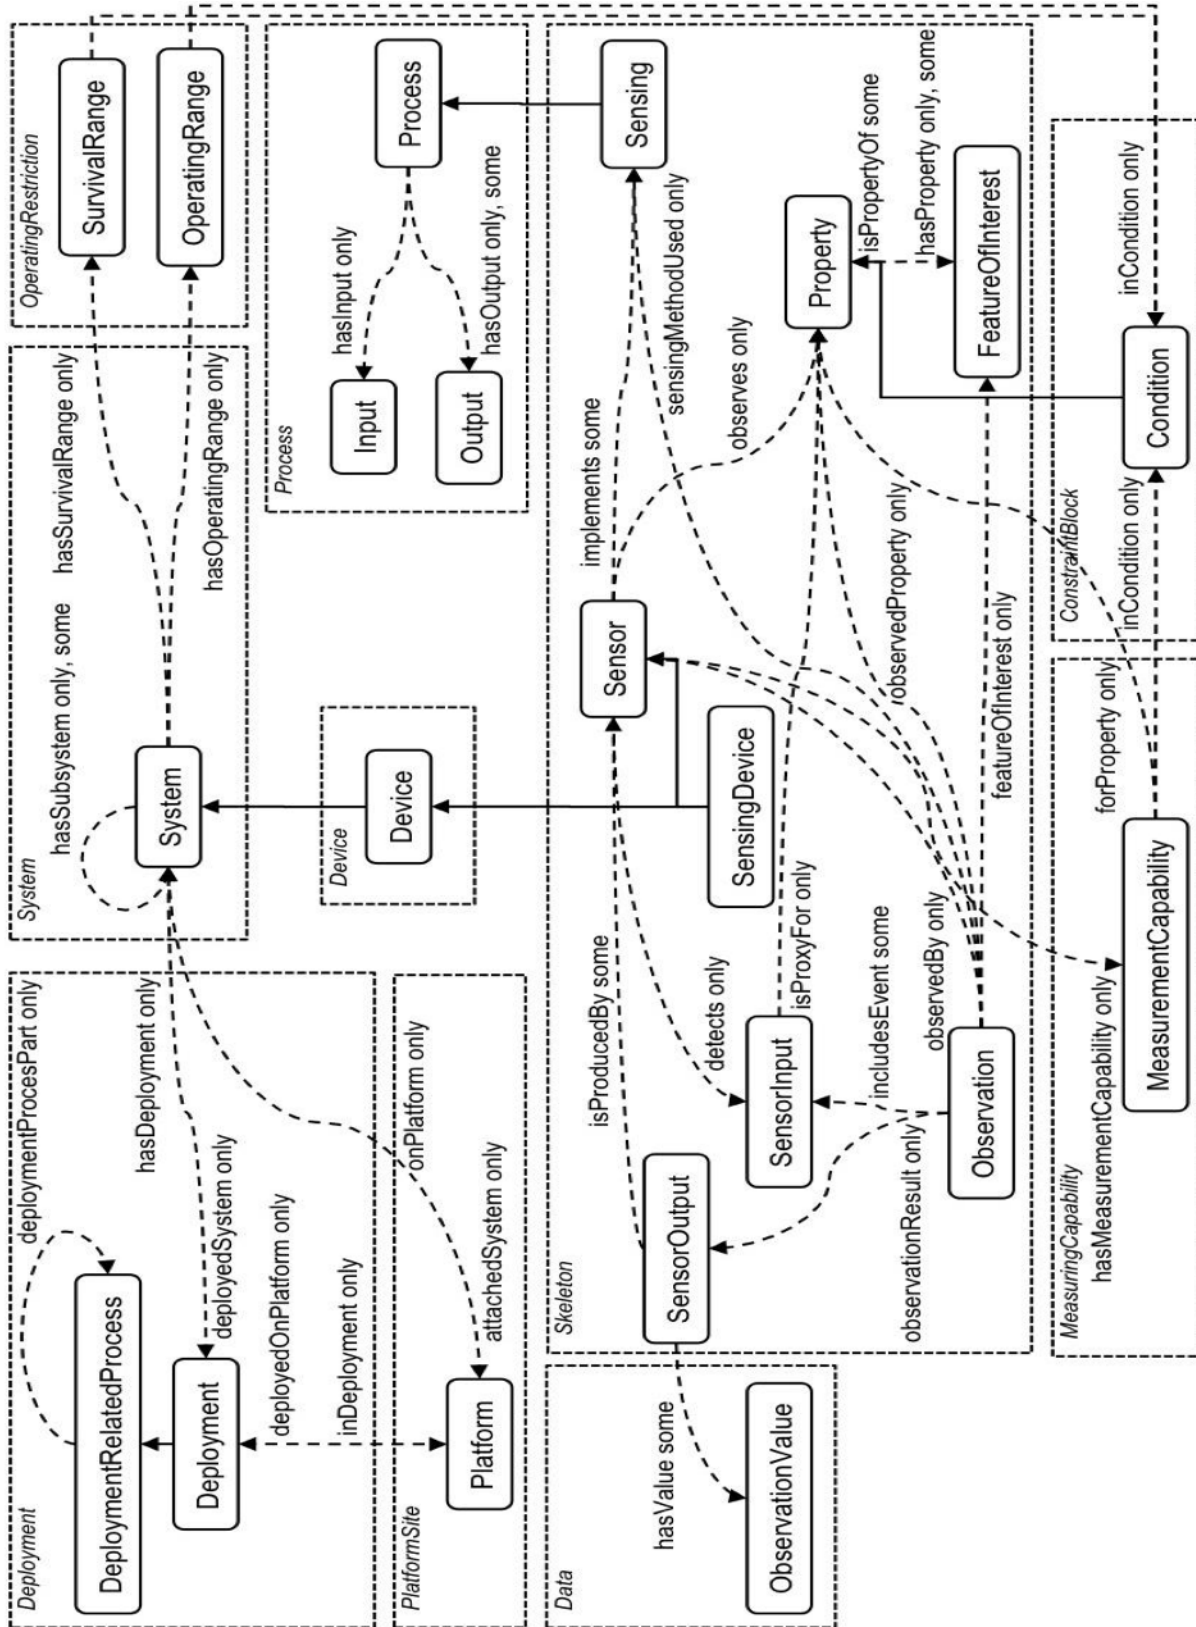 Deployment
deploymentProcesPart only
DeploymentRelatedProcess
Deployment
hasDeployment only
deployedSystem only
deployedOnPlatform only
inDeployment only
System
hasSubsystem only, some
System
hasSurvivalRange only
hasOperatingRange only
OperatingRestriction
SurvivalRange
OperatingRange
PlatformSite
Platform
onPlatform only
attachedSystem only
Device
Device
Process
Input
hasInput only
Process
Output
hasOutput only, some
Data
hasValue some
ObservationValue
Skeleton
isProducedBy some
SensorOutput
Sensor
implements some
Sensing
detects only
sensingMethodUsed only
observes only
SensingDevice
SensorInput
isProxyFor only
Property
isPropertyOf some
hasProperty only, some
includesEvent some
observedProperty only
observationResult only
observedBy only
Observation
featureOfInterest only
FeatureOfInterest
MeasuringCapability
hasMeasurementCapability only
forProperty only
MeasurementCapability
ConstraintBlock
inCondition only
Condition
inCondition only